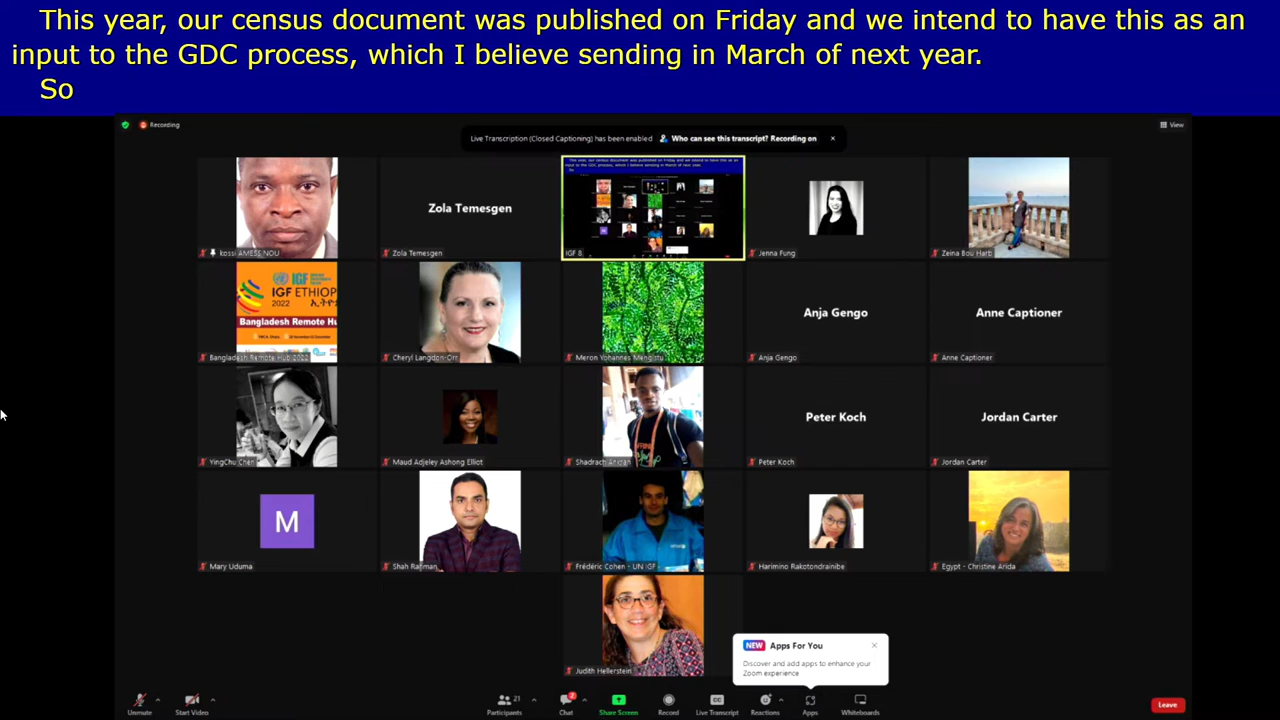 This year, our census document was published on Friday and we intend to have this as an
input to the GDC process, which I believe sending in March of next year.
So
Recording
Live Transcription (Closed Captioning) has been enabled
Who can see this transcript? Recording on
View
Zola Temesgen
kossi AMESSINOU
Zola Temesgen
IGF 8
Jenna Fung
Zeina Bou Harb
IGF ETHIOP
2022
Bangladesh Remote Hu
Anja Gengo
Anne Captioner
Bangladesh Remote Hub 2022
Cheryl Langdon-Orr
Meron Yohannes Mengistu
Anja Gengo
Anne Captioner
Peter Koch
Jordan Carter
YingChu Chen
Maud Adjeley Ashong Elliot
Shadrach Ankrah
Peter Koch
Jordan Carter
M
Mary Uduma
Shah Rahman
Frédéric Cohen - UN IGF
Harimino Rakotondrainibe
Egypt - Christine Arida
Judith Hellerstein
NEW Apps For You
Discover and add apps to enhance your
Zoom experience
Unmute
Start Video
Participants
21
Chat
2
Share Screen
Record
CC
Live Transcript
Reactions
Apps
Whiteboards
Leave